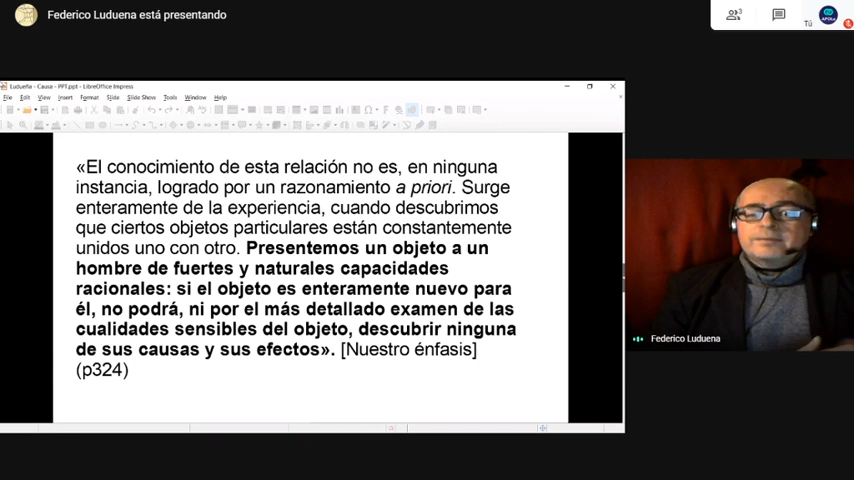 Federico Luduena está presentando
3
Tú
APOLa
Ludueña - Causa - PPT.ppt - LibreOffice Impress
File Edit View Insert Format Slide Slide Show Tools Window Help
«El conocimiento de esta relación no es, en ninguna
instancia, logrado por un razonamiento a priori. Surge
enteramente de la experiencia, cuando descubrimos
que ciertos objetos particulares están constantemente
unidos uno con otro. Presentemos un objeto a un
hombre de fuertes y naturales capacidades
racionales: si el objeto es enteramente nuevo para
él, no podrá, ni por el más detallado examen de las
cualidades sensibles del objeto, descubrir ninguna
de sus causas y sus efectos». [Nuestro énfasis]
(p324)
Federico Luduena